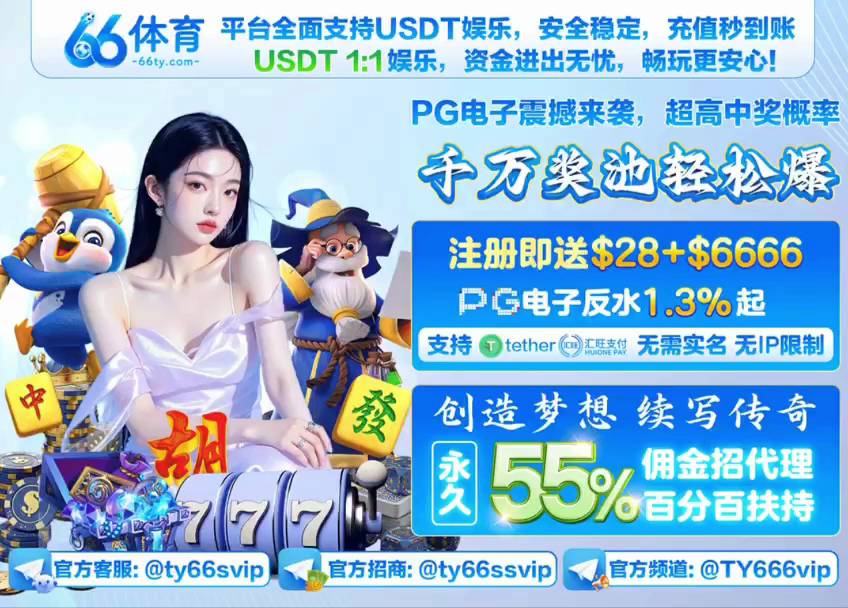 66体育
-66ty.com-
平台全面支持USDT娱乐，安全稳定，充值秒到账
USDT 1:1娱乐，资金进出无忧，畅玩更安心！
PG电子震撼来袭，超高中奖概率
千万奖池轻松爆
注册即送$28+$6666
PG电子反水1.3%起
支持 tether 汇旺支付 HUIONE PAY 无需实名 无IP限制
创造梦想 续写传奇
永久55%佣金招代理
百分百扶持
中
發
胡
777
官方客服: @ty66svip
官方招商: @ty66ssvip
官方频道: @TY666vip